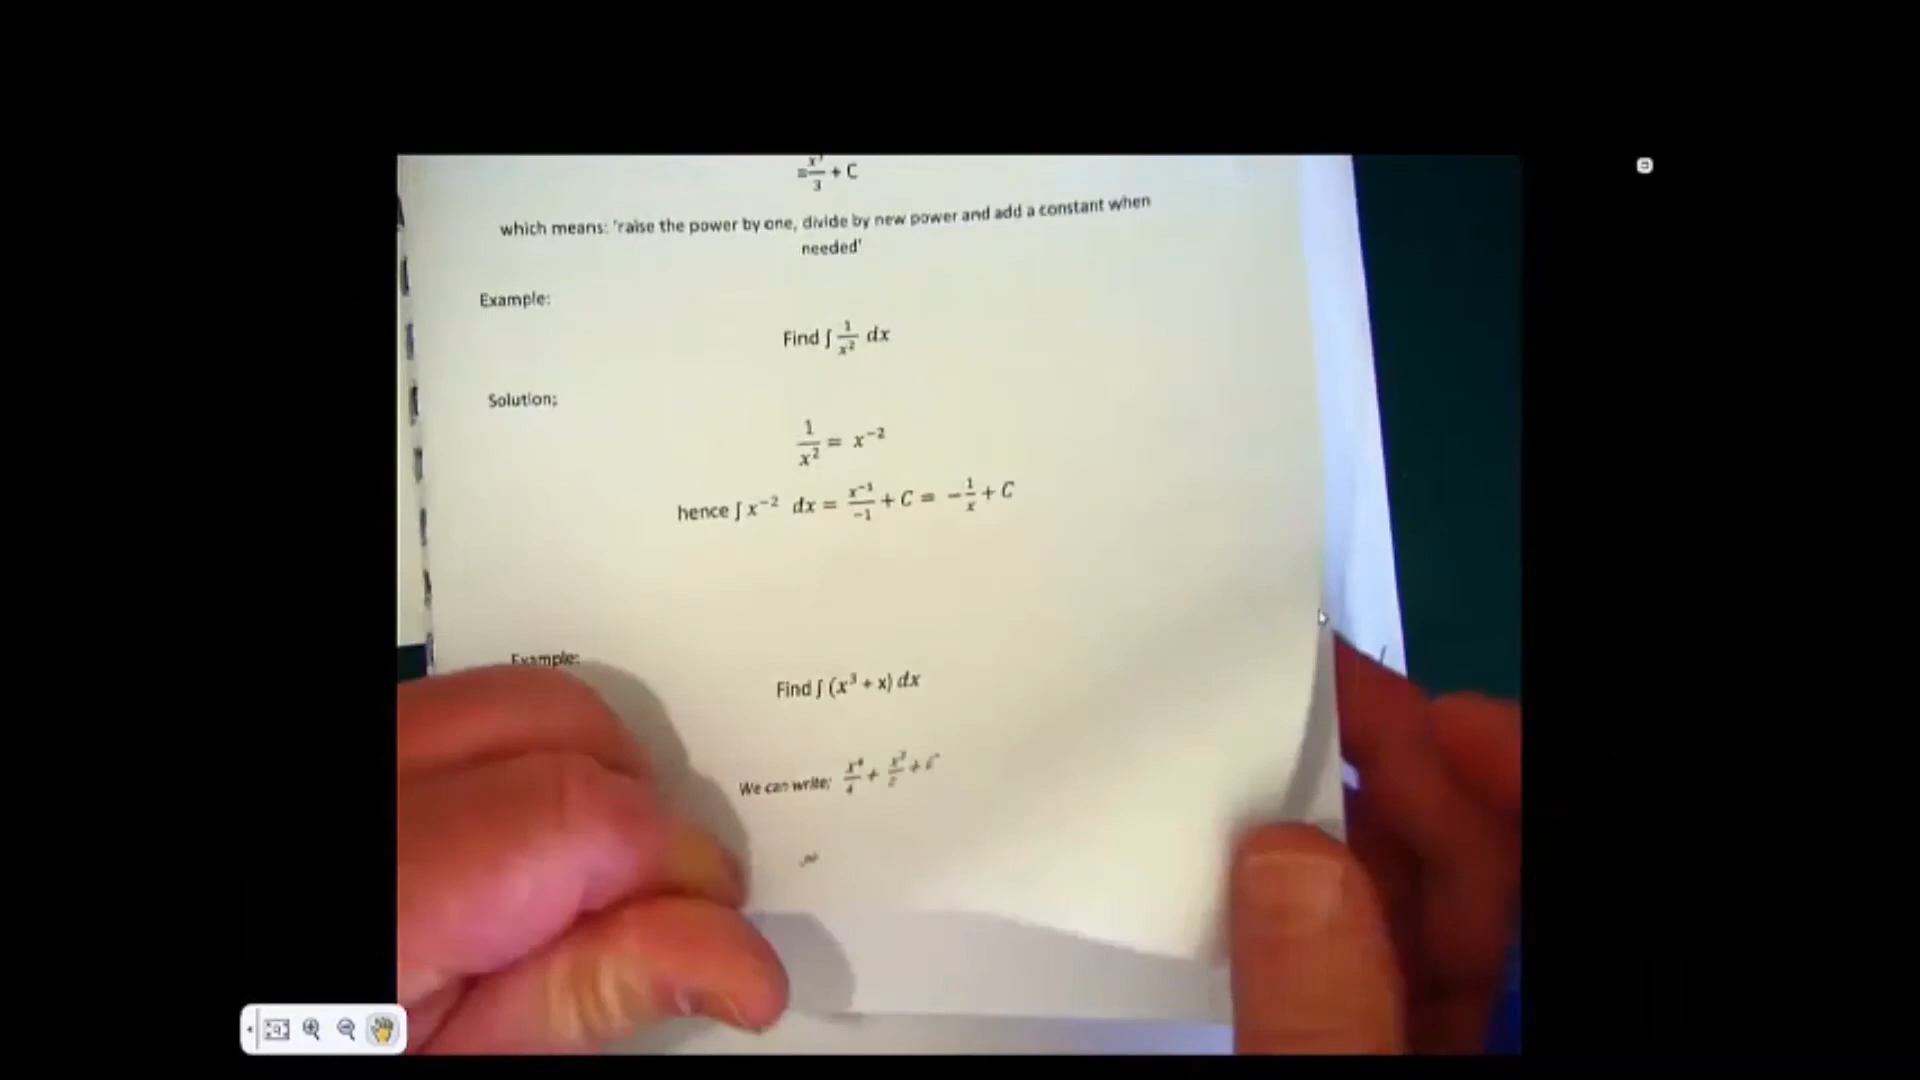 =x³/3 + C
which means: 'raise the power by one, divide by new power and add a constant when
needed'
Example:
Find ∫ 1/x² dx
Solution;
1/x² = x⁻²
hence ∫ x⁻² dx = x⁻¹/−1 + C = −1/x + C
Example:
Find ∫ (x³ + x) dx
We can write; x⁴/4 + x²/2 + C